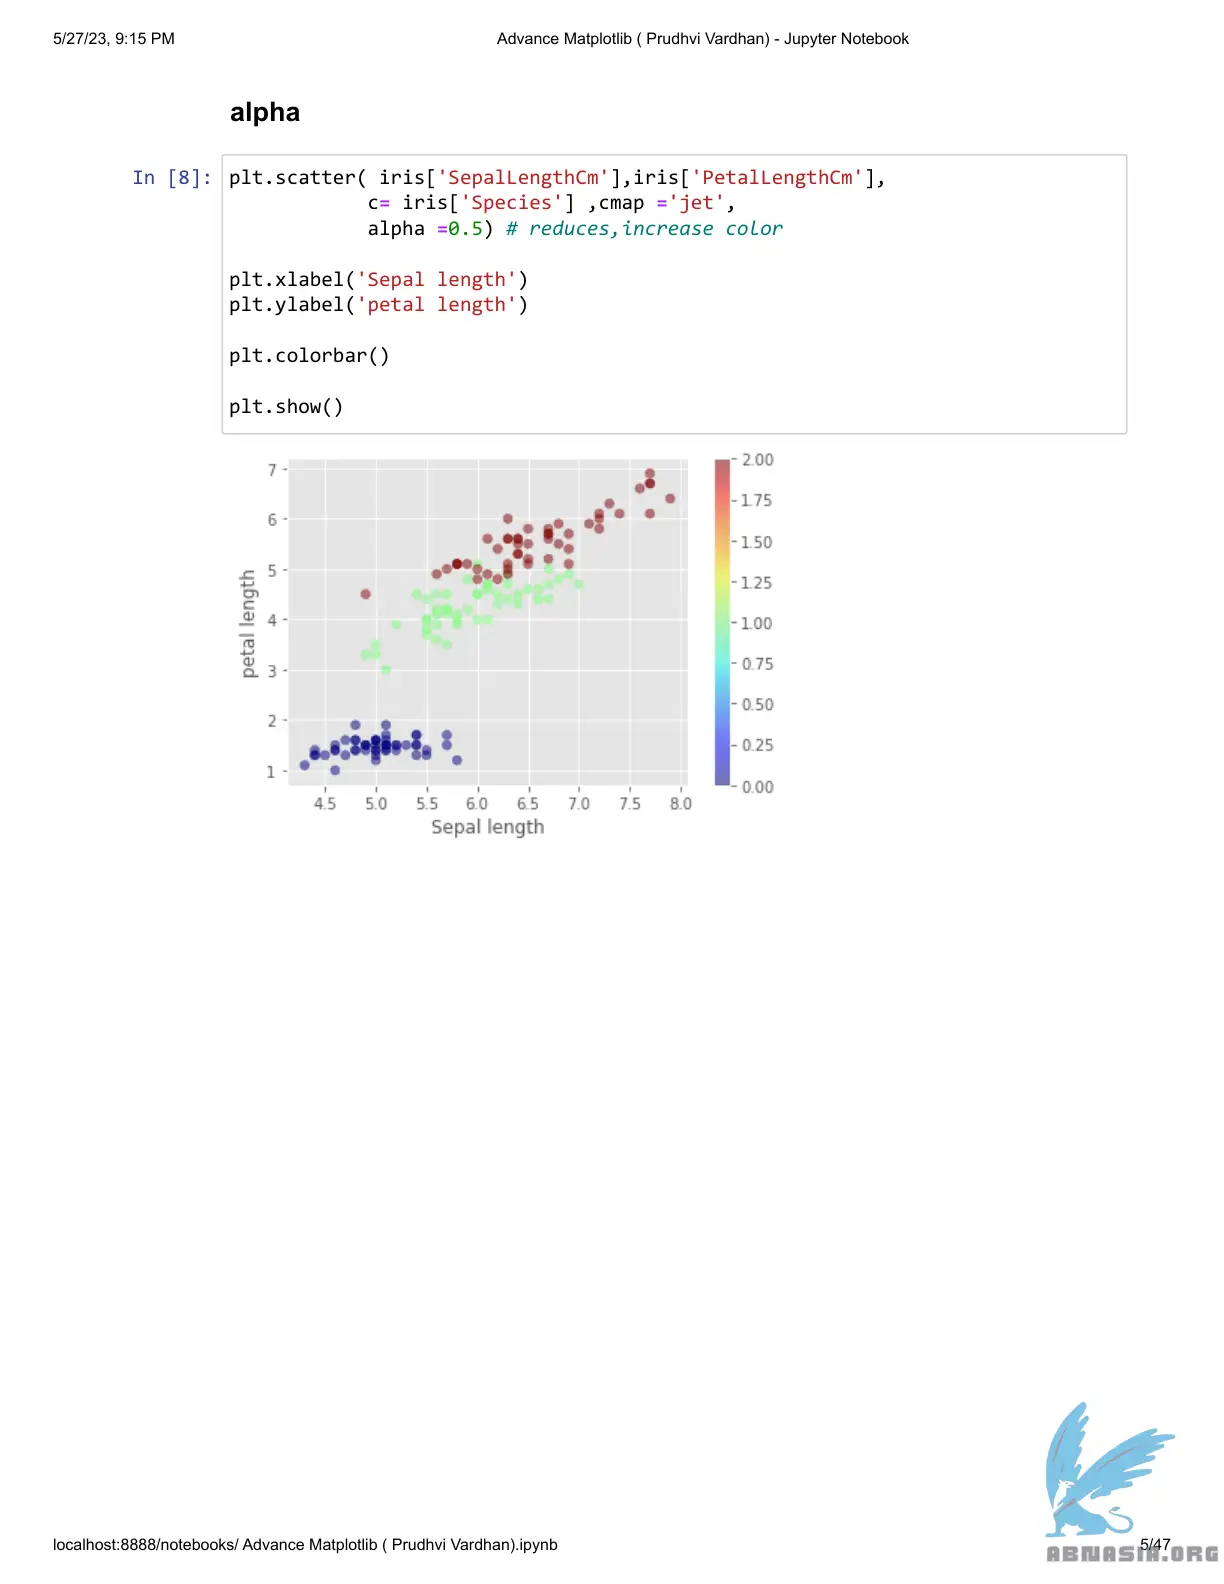 5/27/23, 9:15 PM
Advance Matplotlib ( Prudhvi Vardhan) - Jupyter Notebook
alpha
In [8]: plt.scatter( iris['SepalLengthCm'],iris['PetalLengthCm'],
            c= iris['Species'] ,cmap ='jet',
            alpha =0.5) # reduces,increase color
plt.xlabel('Sepal length')
plt.ylabel('petal length')
plt.colorbar()
plt.show()
7
6
5
4
3
2
1
petal length
4.5 5.0 5.5 6.0 6.5 7.0 7.5 8.0
Sepal length
2.00
1.75
1.50
1.25
1.00
0.75
0.50
0.25
0.00
localhost:8888/notebooks/ Advance Matplotlib ( Prudhvi Vardhan).ipynb
5/47
ABNASIA.ORG